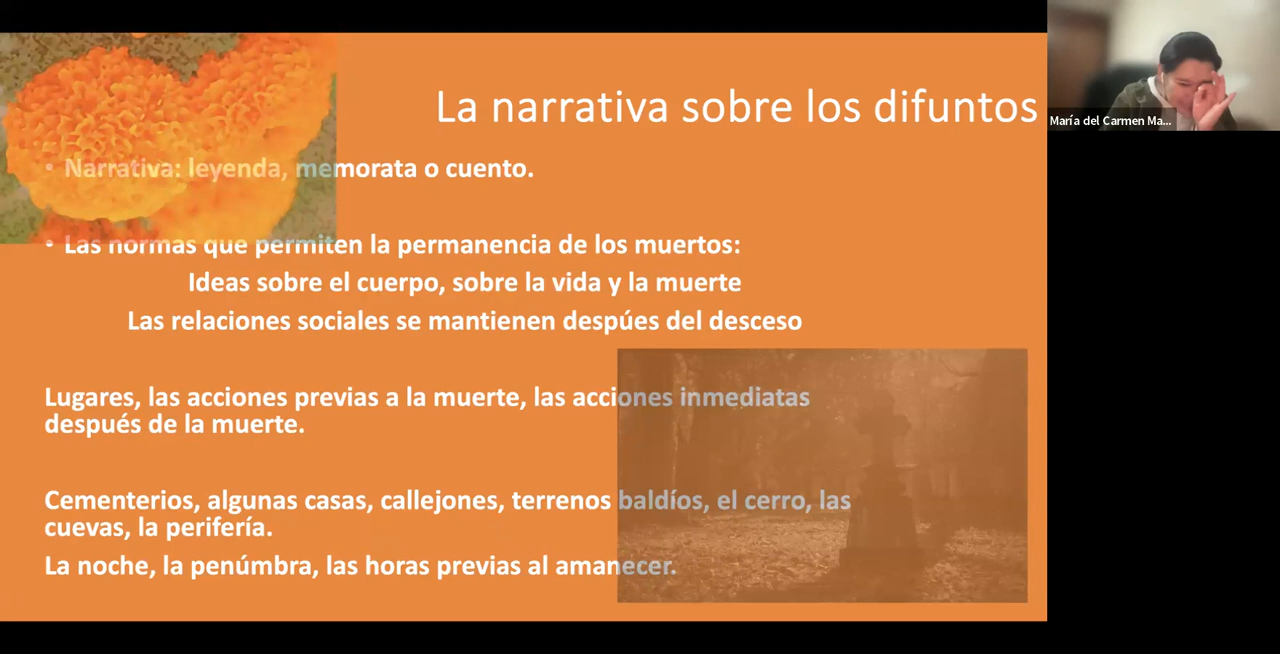 La narrativa sobre los difuntos
María del Carmen Ma...
• Narrativa: leyenda, memorata o cuento.
• Las normas que permiten la permanencia de los muertos:
Ideas sobre el cuerpo, sobre la vida y la muerte
Las relaciones sociales se mantienen despúes del desceso
Lugares, las acciones previas a la muerte, las acciones inmediatas
después de la muerte.
Cementerios, algunas casas, callejones, terrenos baldíos, el cerro, las
cuevas, la perifería.
La noche, la penúmbra, las horas previas al amanecer.